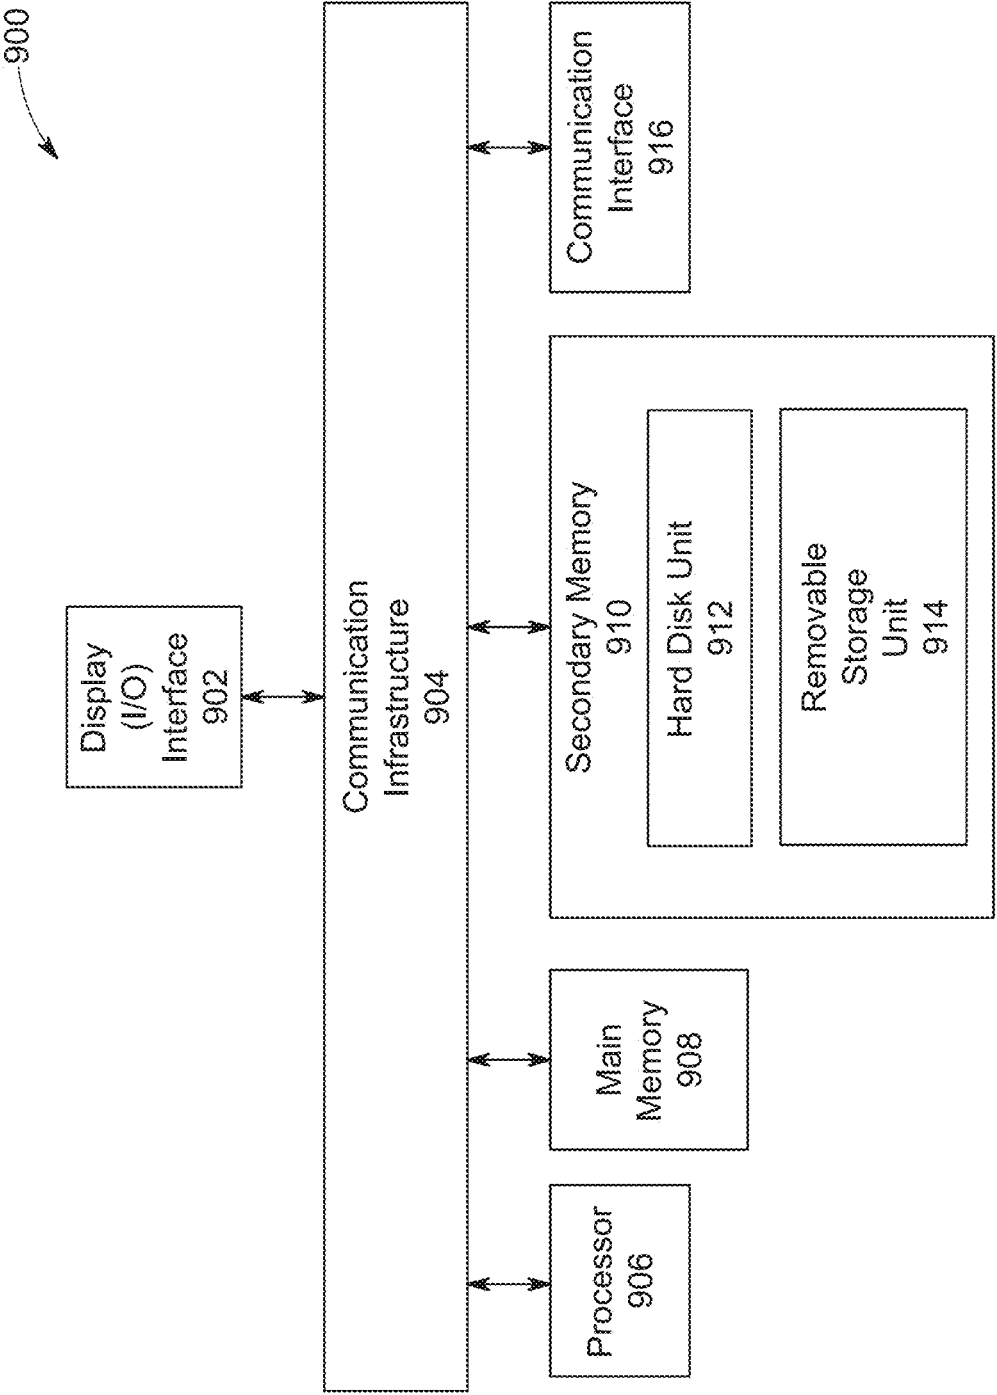 900
Display
(I/O)
Interface
902
Communication
Infrastructure
904
Processor
906
Main
Memory
908
Secondary Memory
910
Hard Disk Unit
912
Removable
Storage
Unit
914
Communication
Interface
916